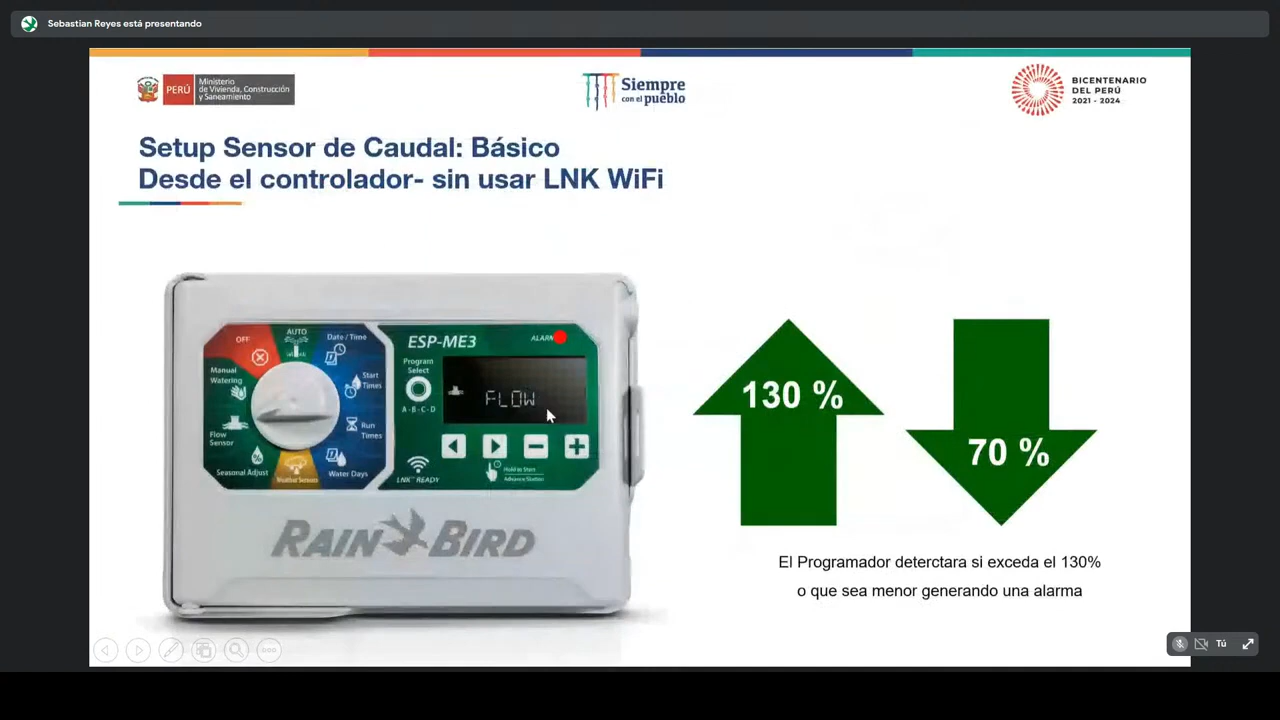 Sebastian Reyes está presentando
PERÚ
Ministerio
de Vivienda, Construcción
y Saneamiento
Siempre
con el pueblo
BICENTENARIO
DEL PERÚ
2021 - 2024
Setup Sensor de Caudal: Básico
Desde el controlador- sin usar LNK WiFi
OFF
AUTO
Date / Time
Start
Times
Run
Times
Water Days
Weather Sensor
Seasonal Adjust
Flow
Sensor
Manual
Watering
ESP-ME3
ALARM
Program
Select
A - B - C - D
FLOW
LNK™ READY
Hold to Start
Advance Station
RAIN BIRD
130 %
70 %
El Programador deterctara si exceda el 130%
o que sea menor generando una alarma
Tú